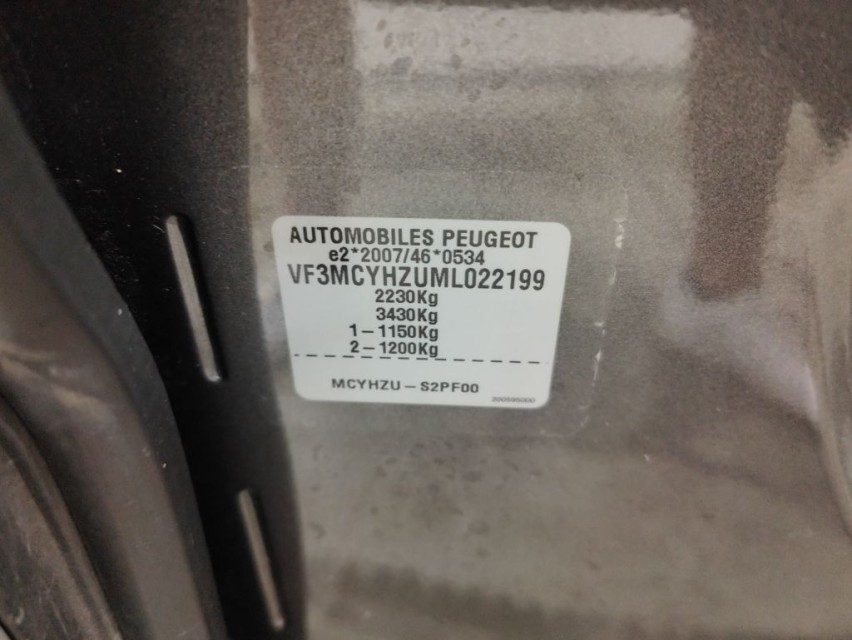 AUTOMOBILES PEUGEOT
e2*2007/46*0534
VF3MCYHZUML022199
2230Kg
3430Kg
1-1150Kg
2-1200Kg
MCYHZU-S2PF00